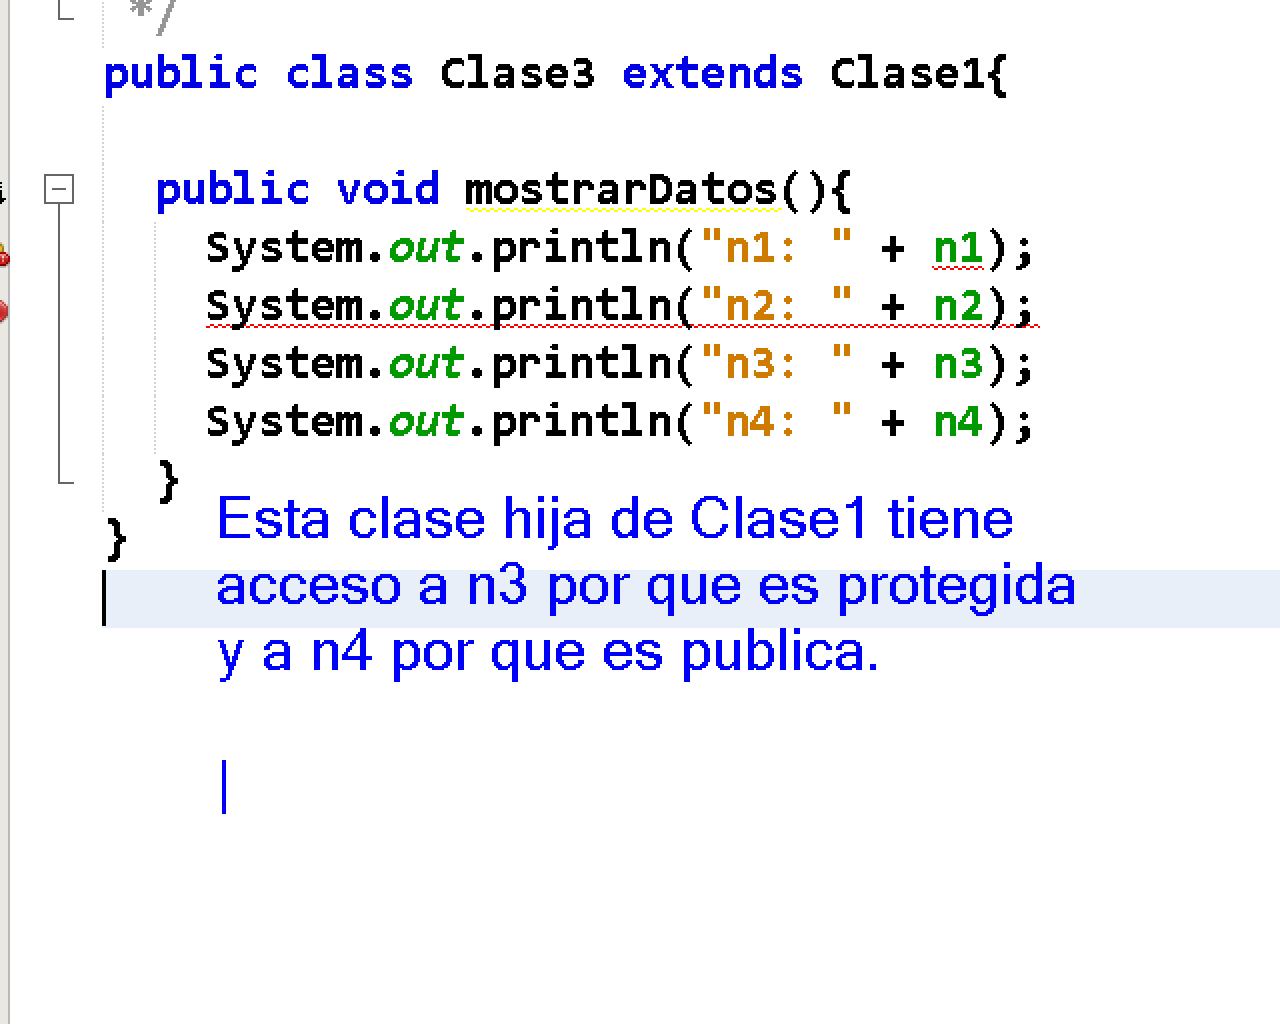 */
public class Clase3 extends Clase1{
public void mostrarDatos(){
System.out.println("n1: " + n1);
System.out.println("n2: " + n2);
System.out.println("n3: " + n3);
System.out.println("n4: " + n4);
}
}
Esta clase hija de Clase1 tiene
acceso a n3 por que es protegida
y a n4 por que es publica.